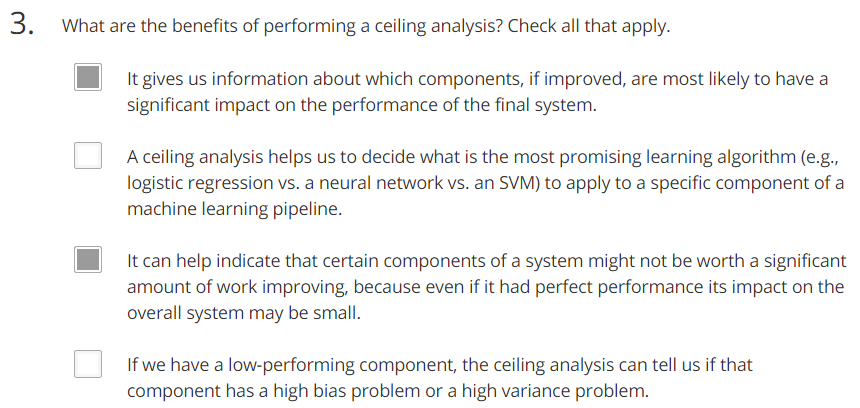 3. What are the benefits of performing a ceiling analysis? Check all that apply.
It gives us information about which components, if improved, are most likely to have a
significant impact on the performance of the final system.
A ceiling analysis helps us to decide what is the most promising learning algorithm (e.g.,
logistic regression vs. a neural network vs. an SVM) to apply to a specific component of a
machine learning pipeline.
It can help indicate that certain components of a system might not be worth a significant
amount of work improving, because even if it had perfect performance its impact on the
overall system may be small.
If we have a low-performing component, the ceiling analysis can tell us if that
component has a high bias problem or a high variance problem.